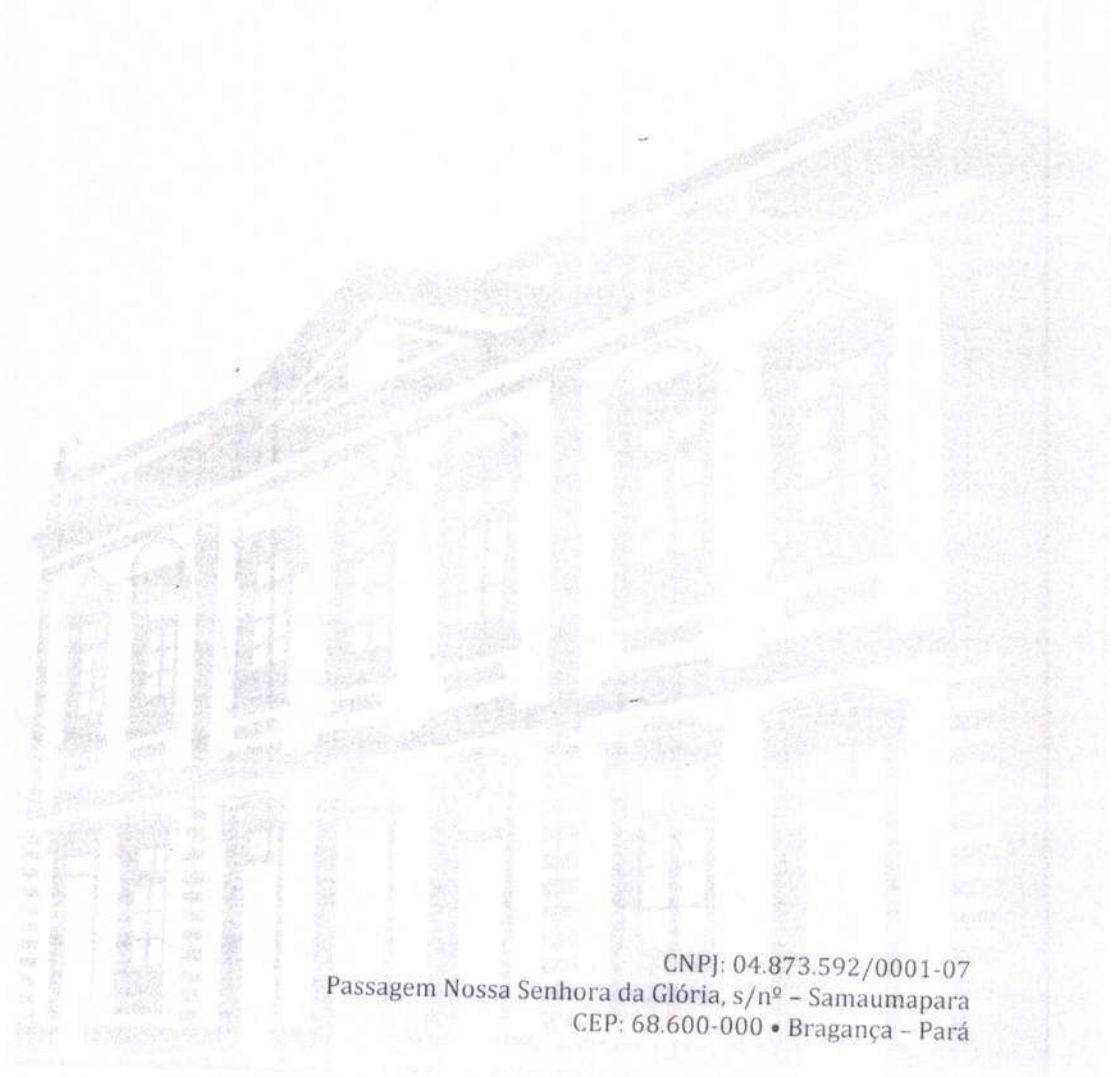 CNPJ: 04.873.592/0001-07
Passagem Nossa Senhora da Glória, s/nº – Samaumapara
CEP: 68.600-000 • Bragança – Pará